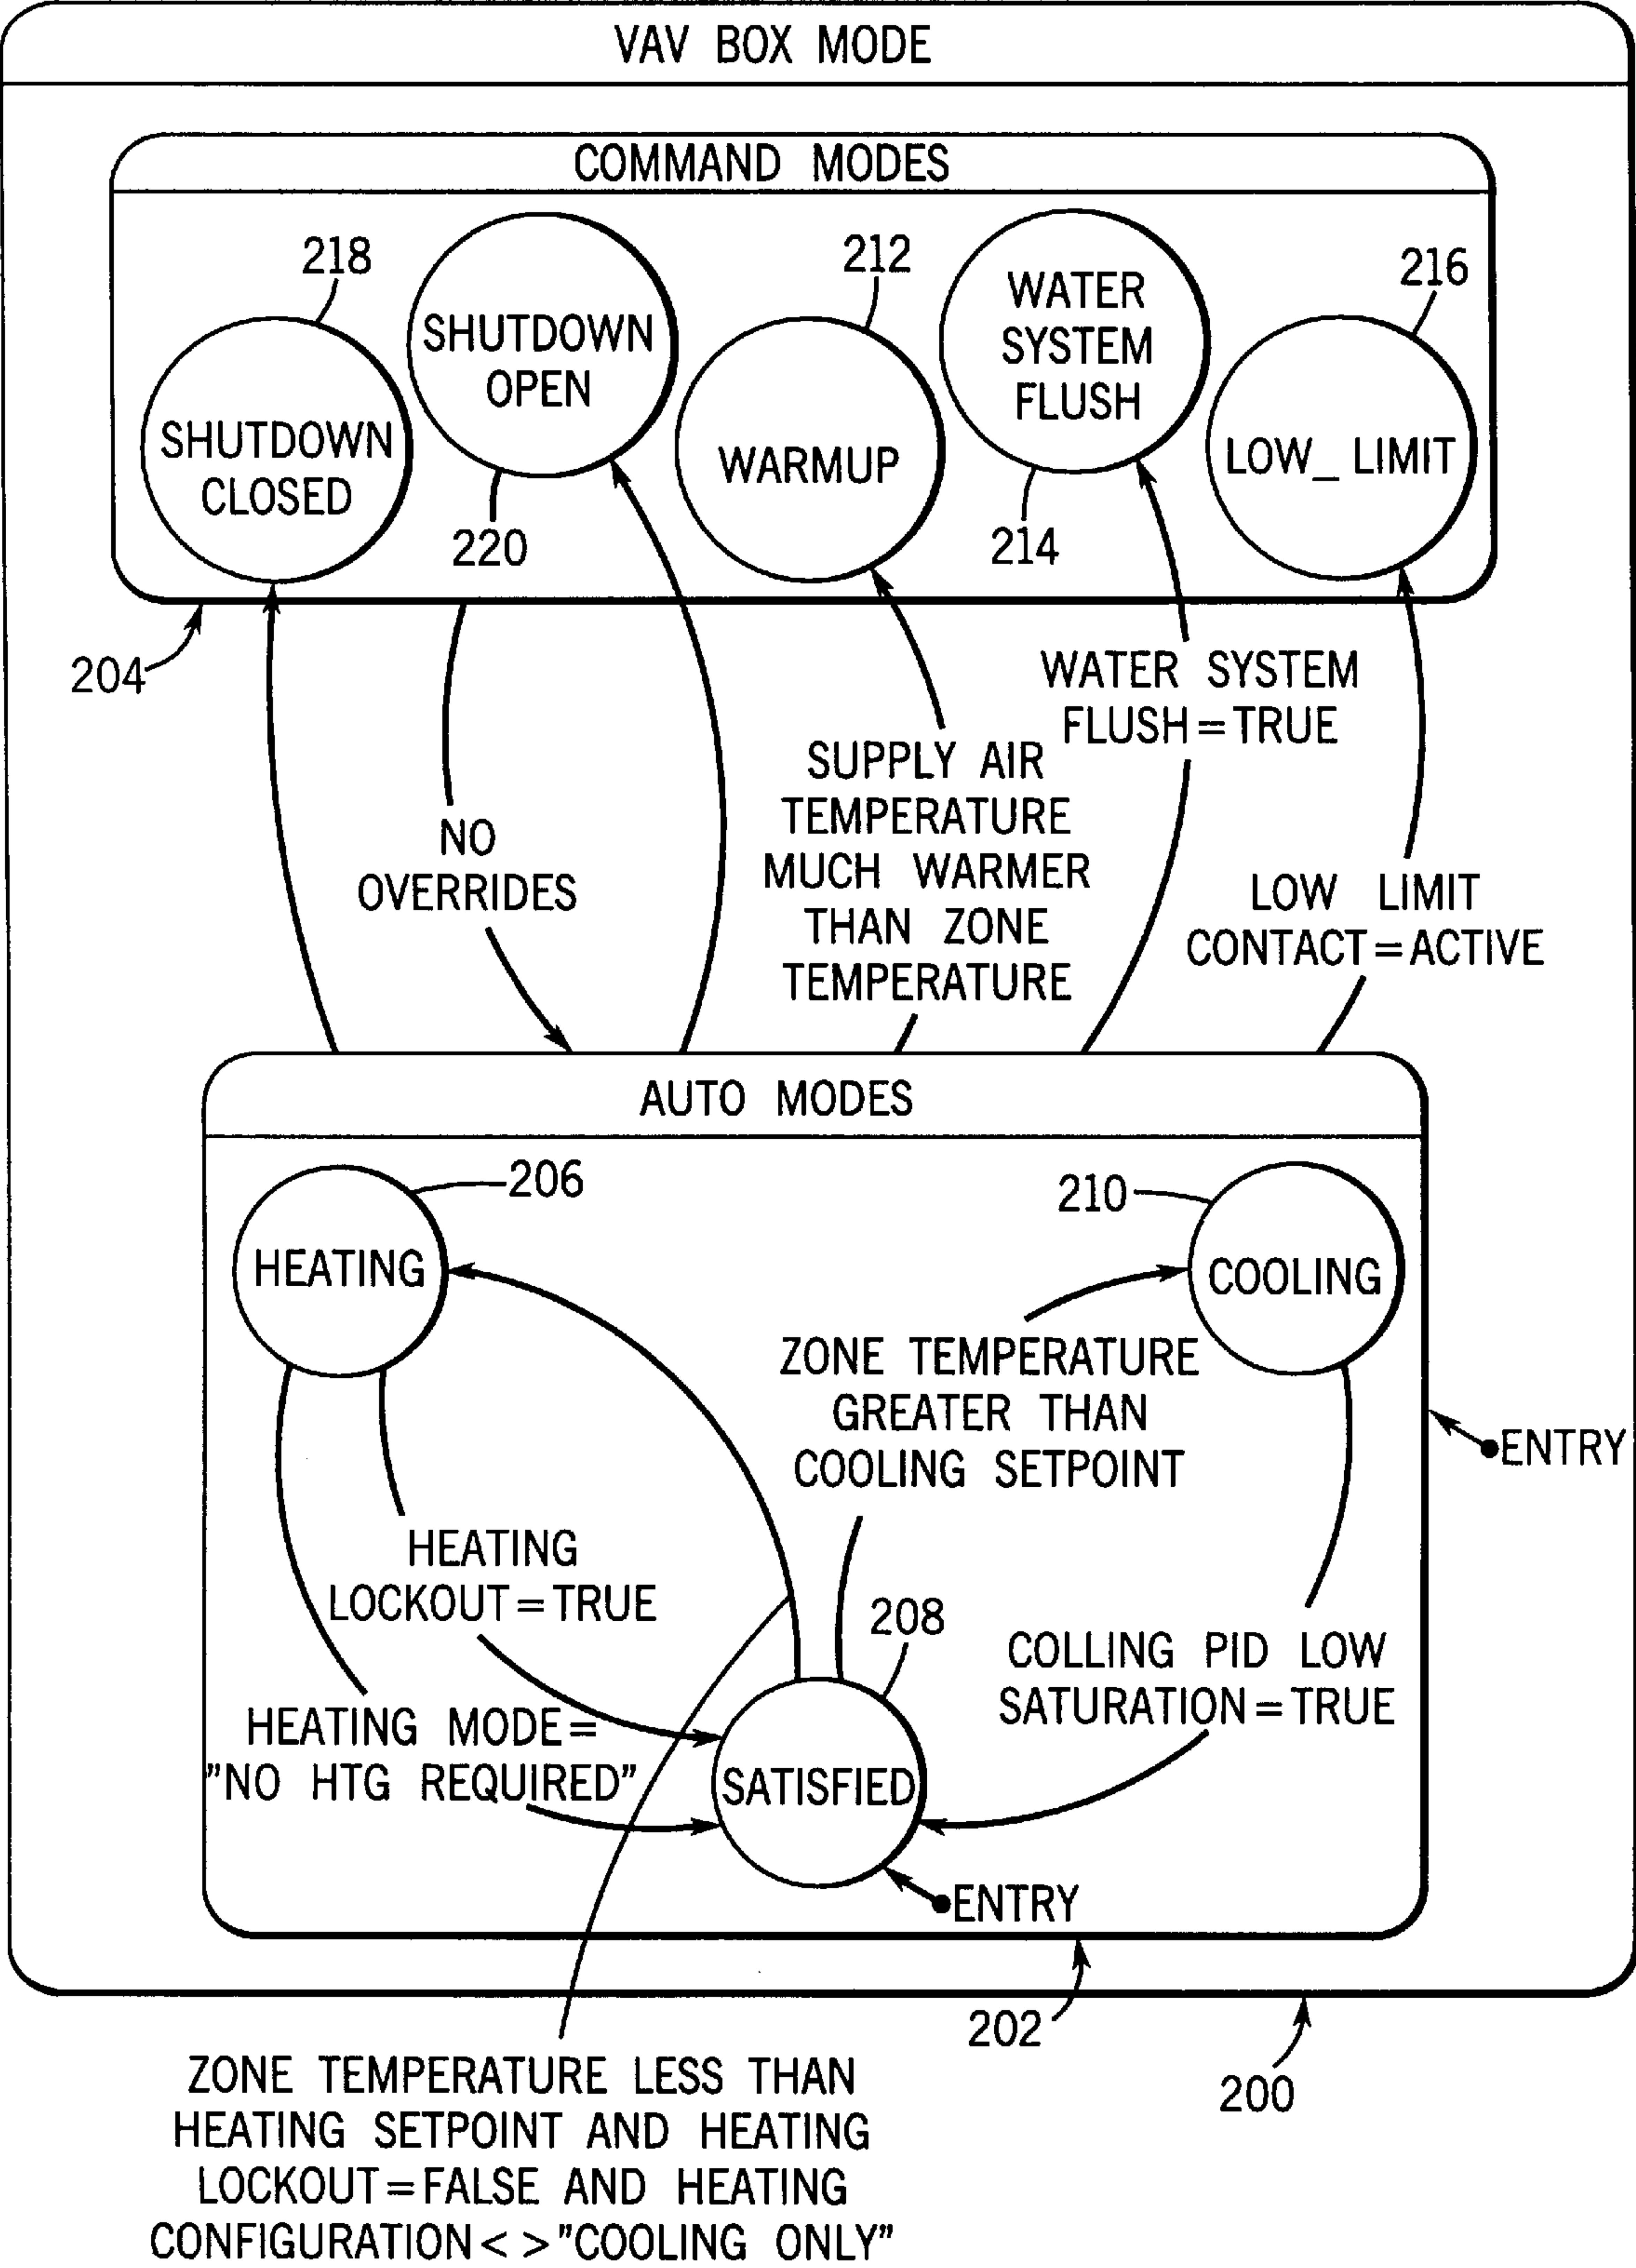 VAV BOX MODE
COMMAND MODES
218
212
216
SHUTDOWN
OPEN
WATER
SYSTEM
FLUSH
SHUTDOWN
CLOSED
WARMUP
LOW_ LIMIT
220
214
204
WATER SYSTEM
FLUSH=TRUE
NO
OVERRIDES
SUPPLY AIR
TEMPERATURE
MUCH WARMER
THAN ZONE
TEMPERATURE
LOW LIMIT
CONTACT=ACTIVE
AUTO MODES
206
210
HEATING
COOLING
ZONE TEMPERATURE
GREATER THAN
COOLING SETPOINT
ENTRY
HEATING
LOCKOUT=TRUE
208
COLLING PID LOW
SATURATION=TRUE
HEATING MODE=
"NO HTG REQUIRED"
SATISFIED
ENTRY
202
200
ZONE TEMPERATURE LESS THAN
HEATING SETPOINT AND HEATING
LOCKOUT=FALSE AND HEATING
CONFIGURATION< >"COOLING ONLY"